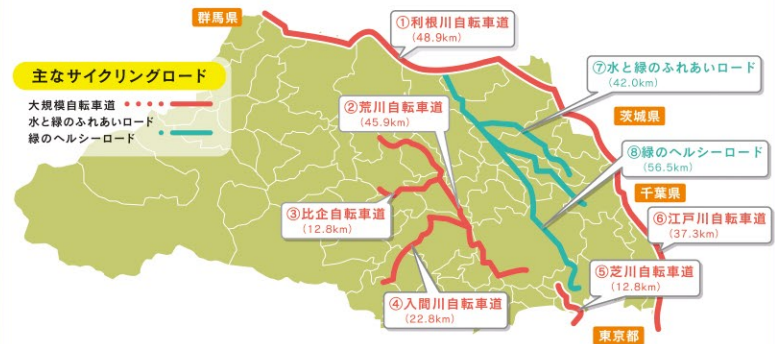 群馬県
①利根川自転車道
(48.9km)
主なサイクリングロード
大規模自転車道
水と緑のふれあいロード
緑のヘルシーロード
②荒川自転車道
(45.9km)
⑦水と緑のふれあいロード
(42.0km)
茨城県
⑧緑のヘルシーロード
(56.5km)
千葉県
③比企自転車道
(12.8km)
⑥江戸川自転車道
(37.3km)
⑤芝川自転車道
(12.8km)
④入間川自転車道
(22.8km)
東京都